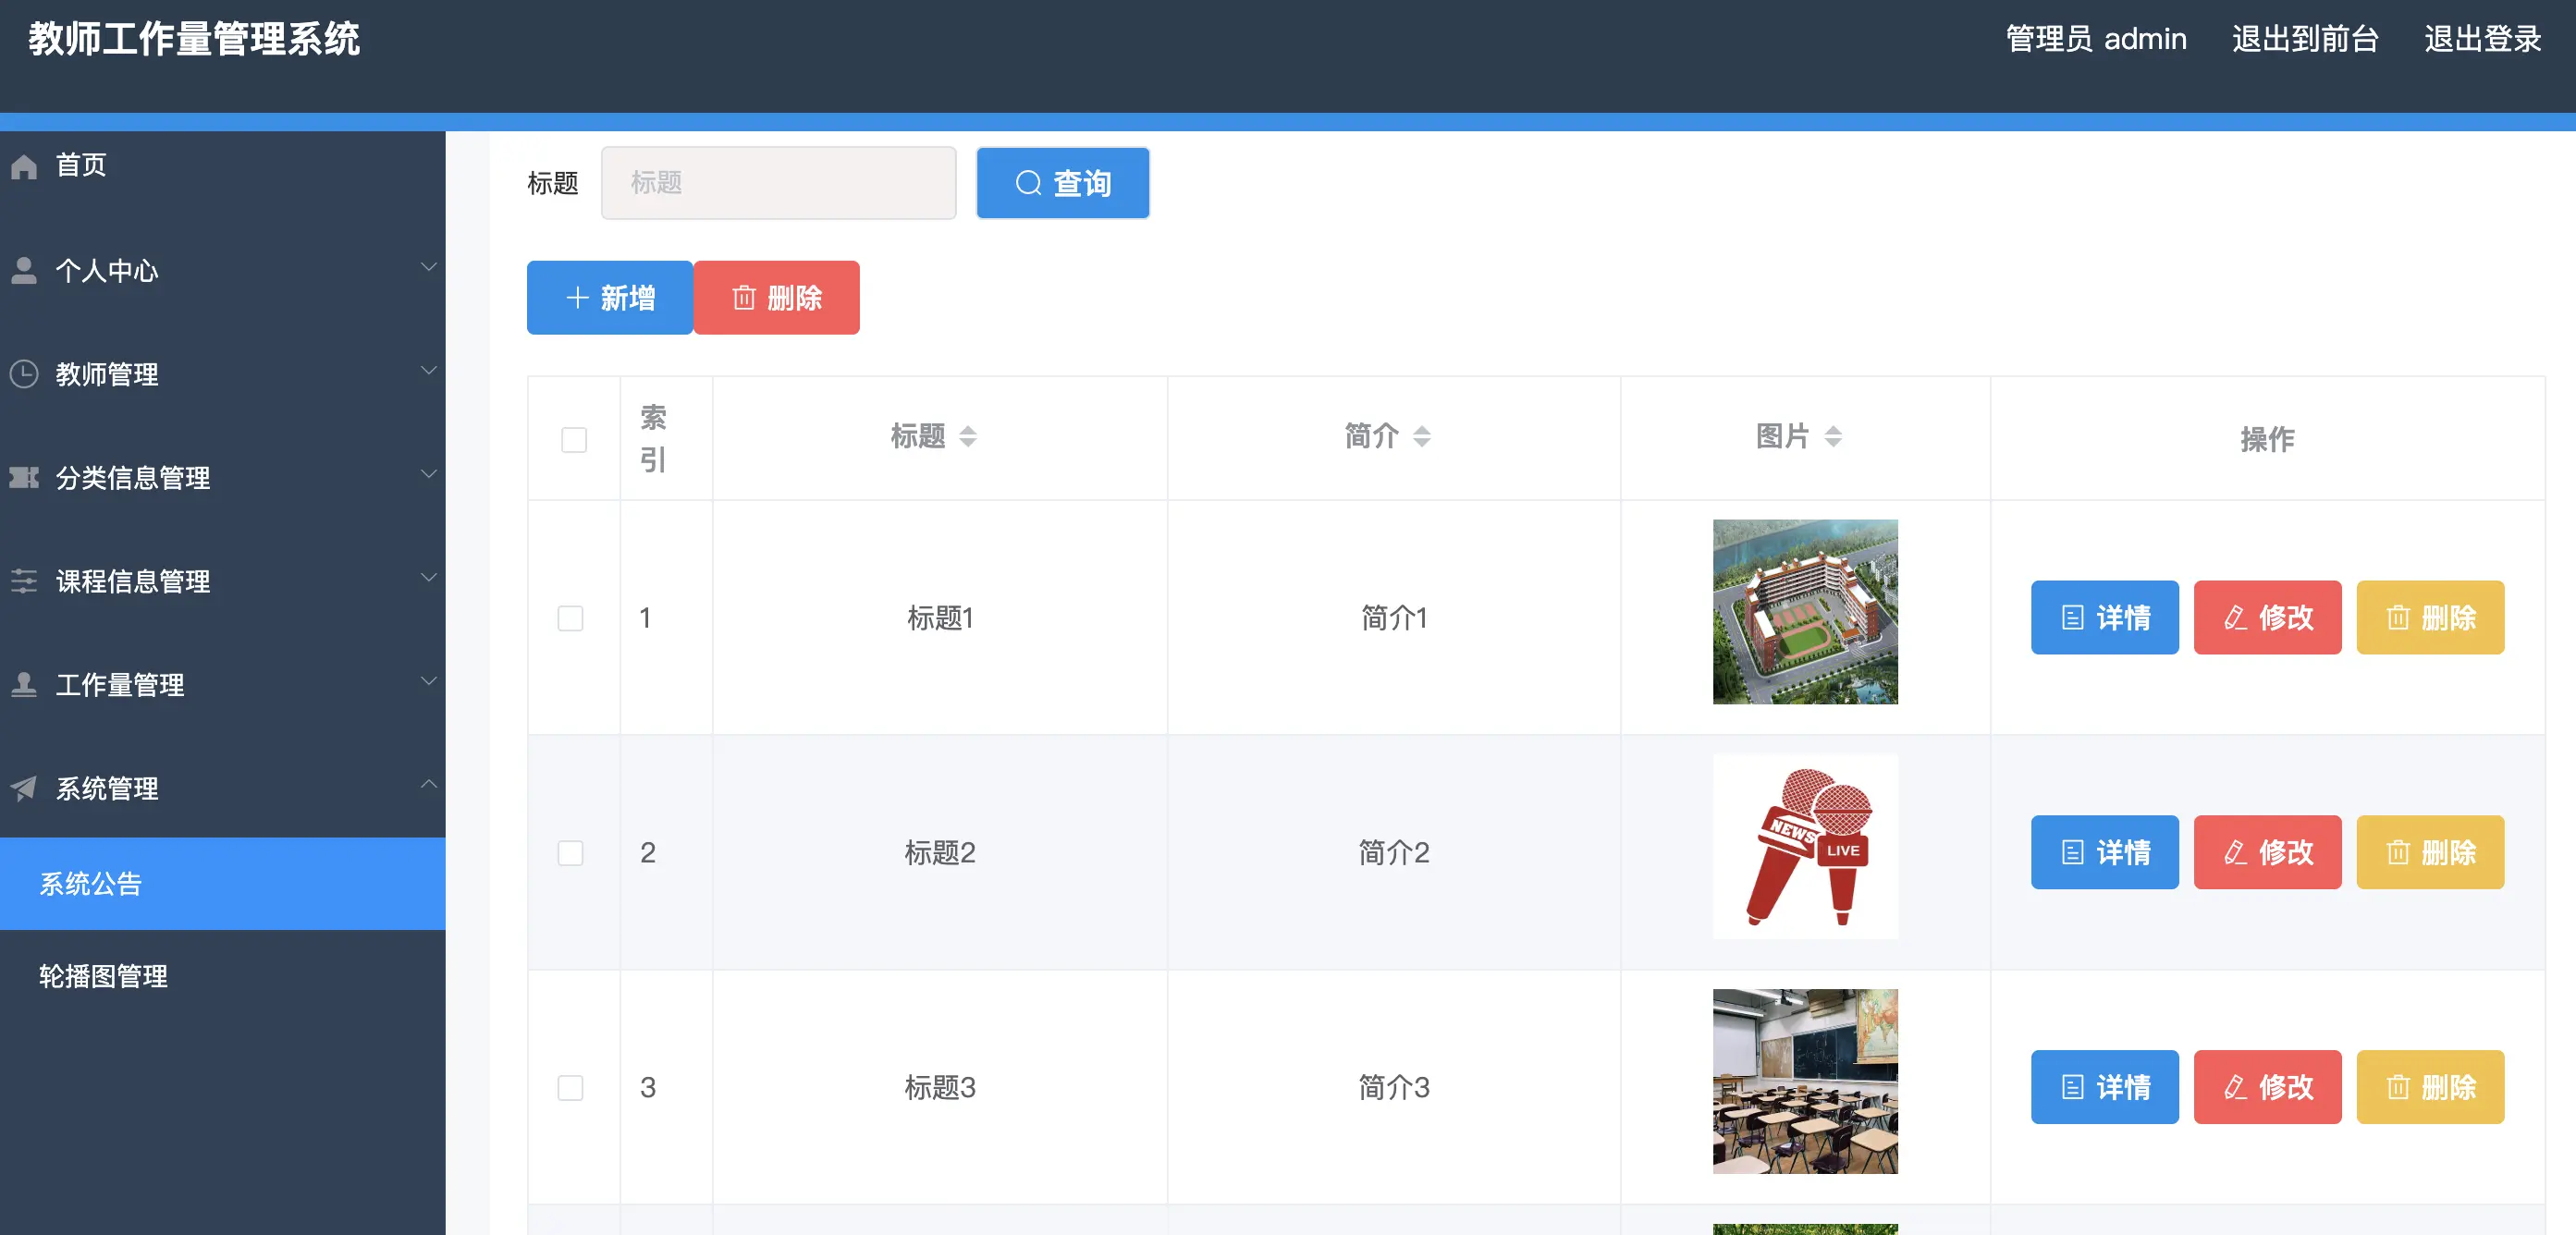 教师工作量管理系统
管理员 admin 退出到前台 退出登录
首页
个人中心
教师管理
分类信息管理
课程信息管理
工作量管理
系统管理
系统公告
轮播图管理
标题 标题 查询
新增 删除
索引 标题 简介 图片 操作
1 标题1 简介1 详情 修改 删除
2 标题2 简介2 NEWS LIVE 详情 修改 删除
3 标题3 简介3 详情 修改 删除